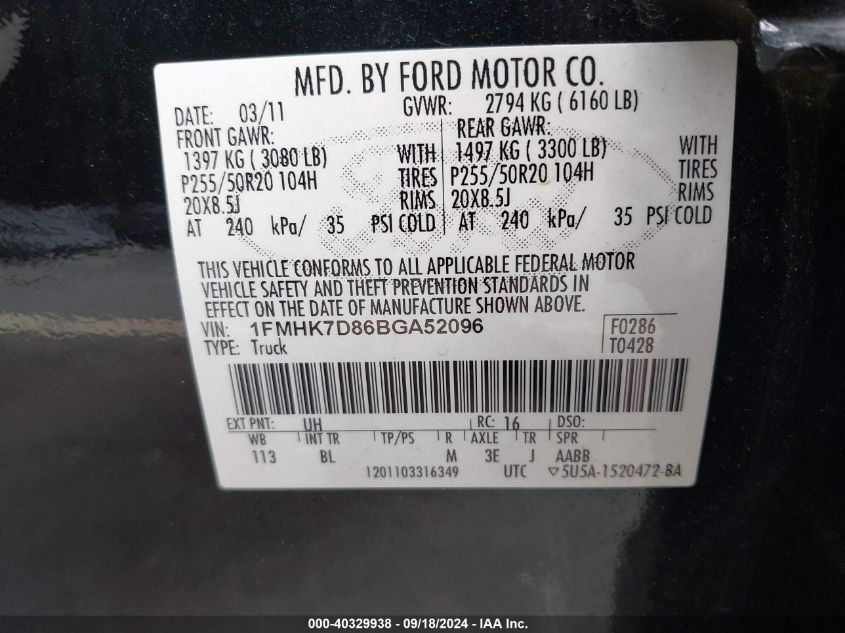 MFD. BY FORD MOTOR CO.
DATE: 03/11 GVWR: 2794 KG ( 6160 LB)
FRONT GAWR: REAR GAWR:
1397 KG ( 3080 LB) WITH 1497 KG ( 3300 LB) WITH
P255/50R20 104H TIRES P255/50R20 104H TIRES
20X8.5J RIMS 20X8.5J RIMS
AT 240 kPa/ 35 PSI COLD AT 240 kPa/ 35 PSI COLD
THIS VEHICLE CONFORMS TO ALL APPLICABLE FEDERAL MOTOR
VEHICLE SAFETY AND THEFT PREVENTION STANDARDS IN
EFFECT ON THE DATE OF MANUFACTURE SHOWN ABOVE.
VIN: 1FMHK7D86BGA52096 F0286
TYPE: Truck T0428
EXT PNT: UH RC: 16 DSO:
WB INT TR TP/PS R AXLE TR SPR
113 BL M 3E J AABB
1201103316349 UTC ▽5U5A-1520472-BA
000-40329938 - 09/18/2024 - IAA Inc.